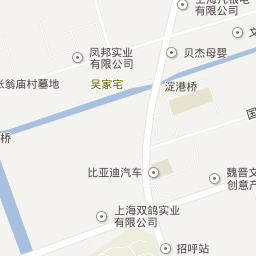 上海凡银电
有限公司
文
凤邦实业
有限公司
贝杰母婴
长翁庙村墓地
吴家宅
淀港桥
国
桥
比亚迪汽车
魏晋文
创意产
上海双鸽实业
有限公司
招呼站